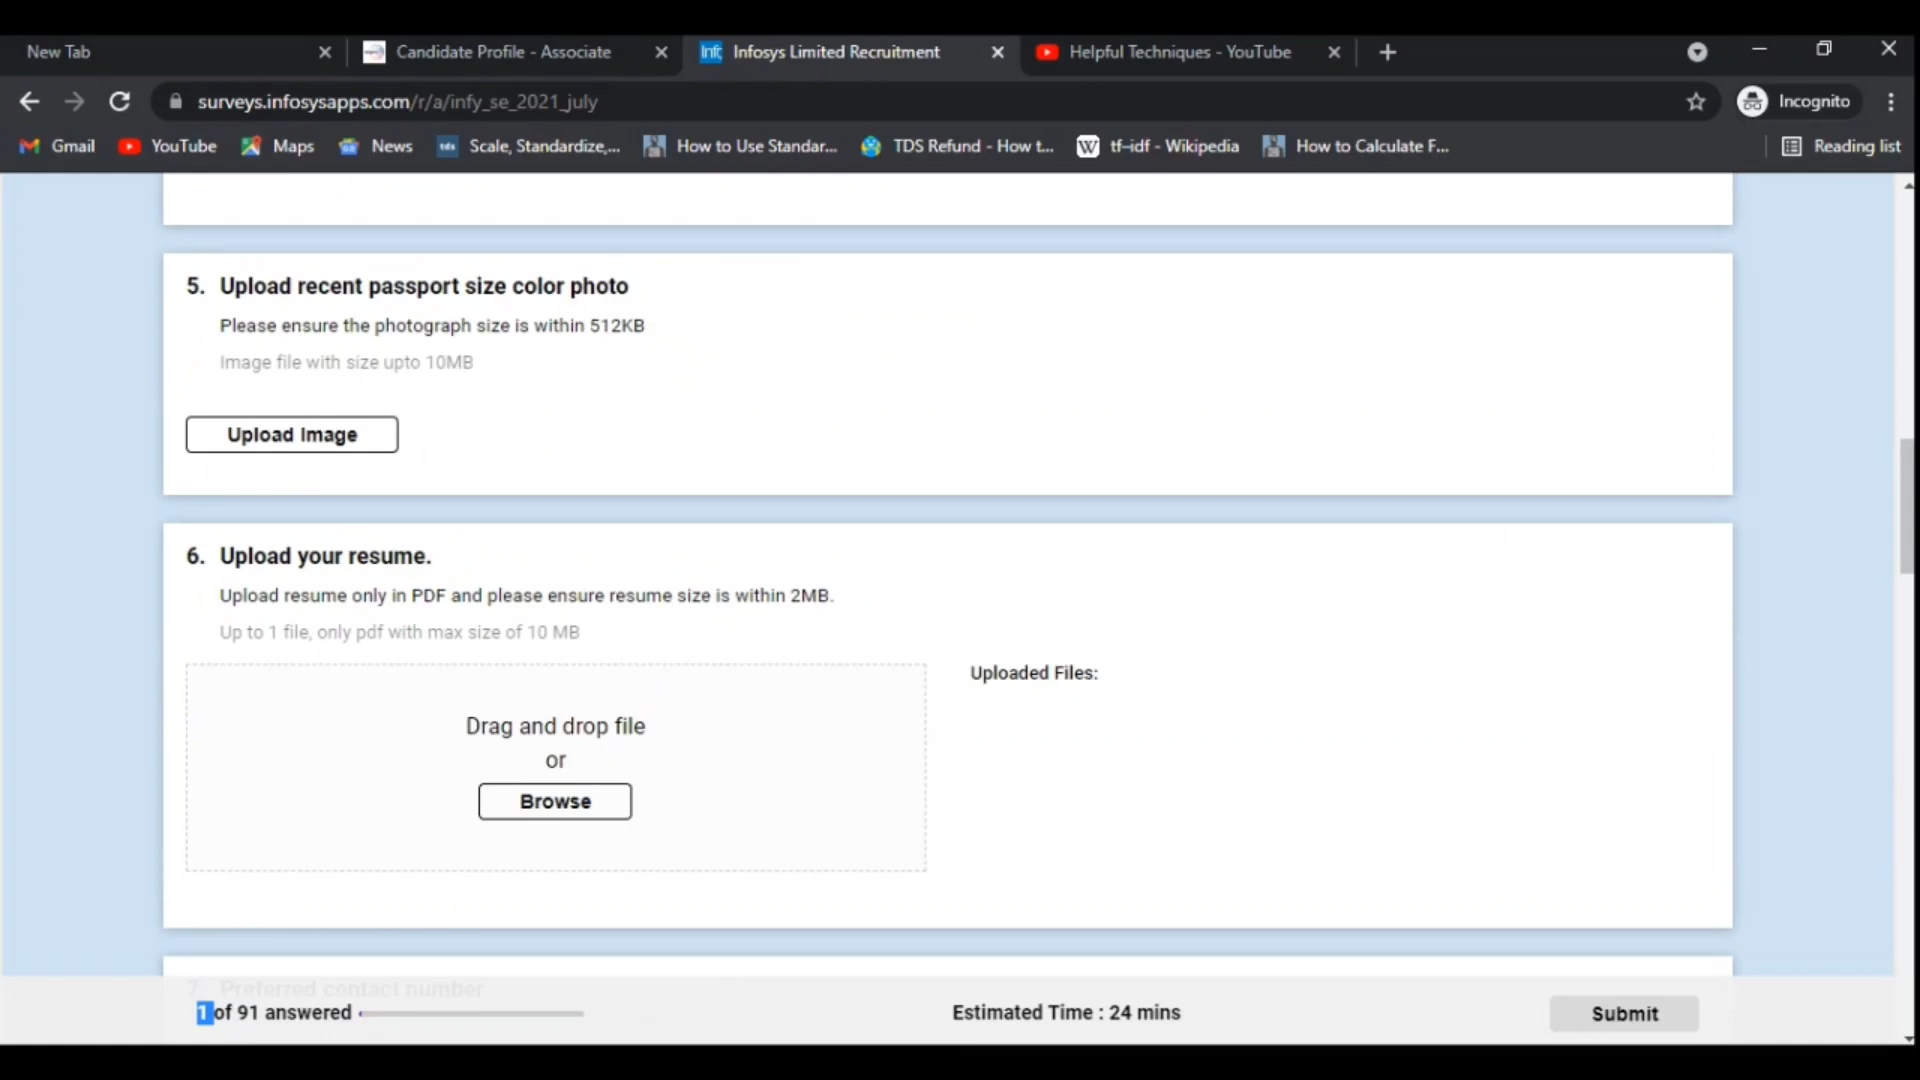 New Tab
Candidate Profile - Associate
Infosys Limited Recruitment
Helpful Techniques - YouTube
surveys.infosysapps.com/r/a/infy_se_2021_july
Incognito
Gmail
YouTube
Maps
News
Scale, Standardize,...
How to Use Standar...
TDS Refund - How t...
tf–idf - Wikipedia
How to Calculate F...
Reading list
5. Upload recent passport size color photo
Please ensure the photograph size is within 512KB
Image file with size upto 10MB
Upload Image
6. Upload your resume.
Upload resume only in PDF and please ensure resume size is within 2MB.
Up to 1 file, only pdf with max size of 10 MB
Uploaded Files:
Drag and drop file
or
Browse
7. Preferred contact number
1 of 91 answered
Estimated Time : 24 mins
Submit